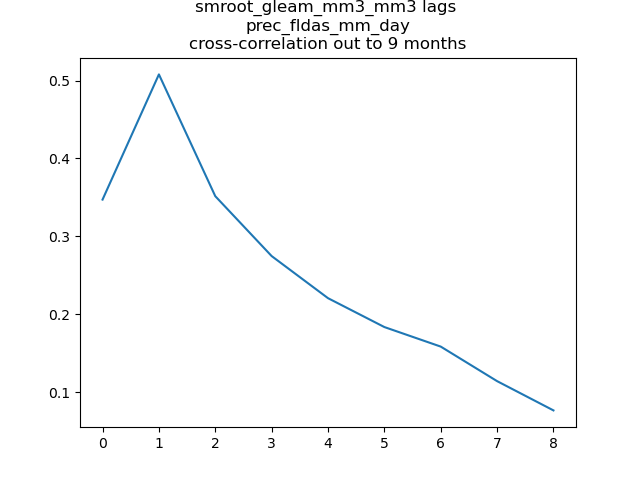 smroot_gleam_mm3_mm3 lags
prec_fldas_mm_day
cross-correlation out to 9 months
0.5
0.4
0.3
0.2
0.1
0 1 2 3 4 5 6 7 8